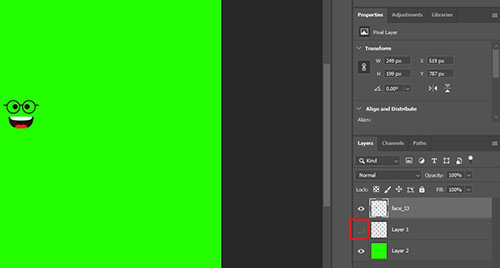 Properties Adjustments Libraries
Pixel Layer
Transform
W 249 px X 519 px
H 199 px Y 787 px
0.00°
Align and Distribute
Align:
Layers Channels Paths
Kind
Normal Opacity: 100%
Lock: Fill: 100%
face_13
Layer 1
Layer 2